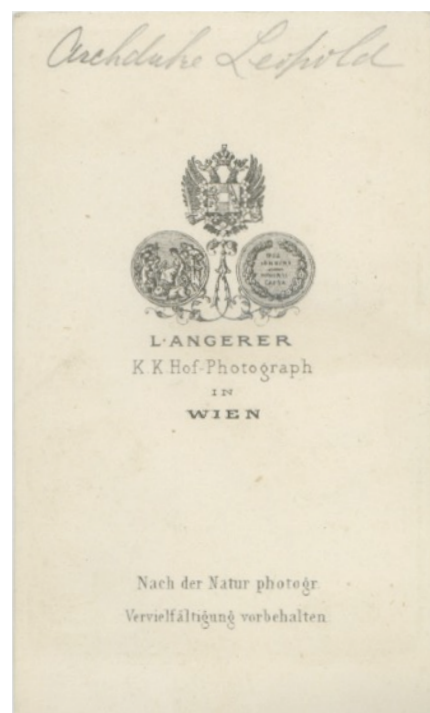 Archduke Leopold
L. ANGERER
K. K. Hof-Photograph
IN
WIEN
Nach der Natur photogr.
Vervielfältigung vorbehalten.